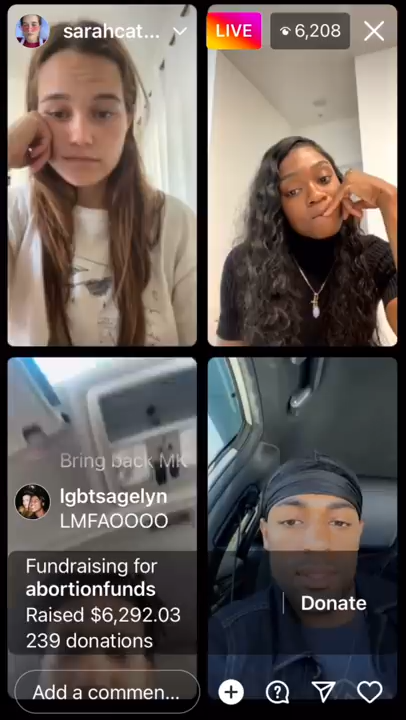 sarahcat...
LIVE
6,208
Bring back MK
lgbtsagelyn
LMFAOOOO
Fundraising for
abortionfunds
Raised $6,292.03
239 donations
Donate
Add a commen...